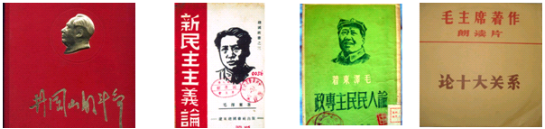 井冈山的斗争
新民主主義論
毛澤東著
論人民民主專政
毛主席著作
朗读片
论十大关系